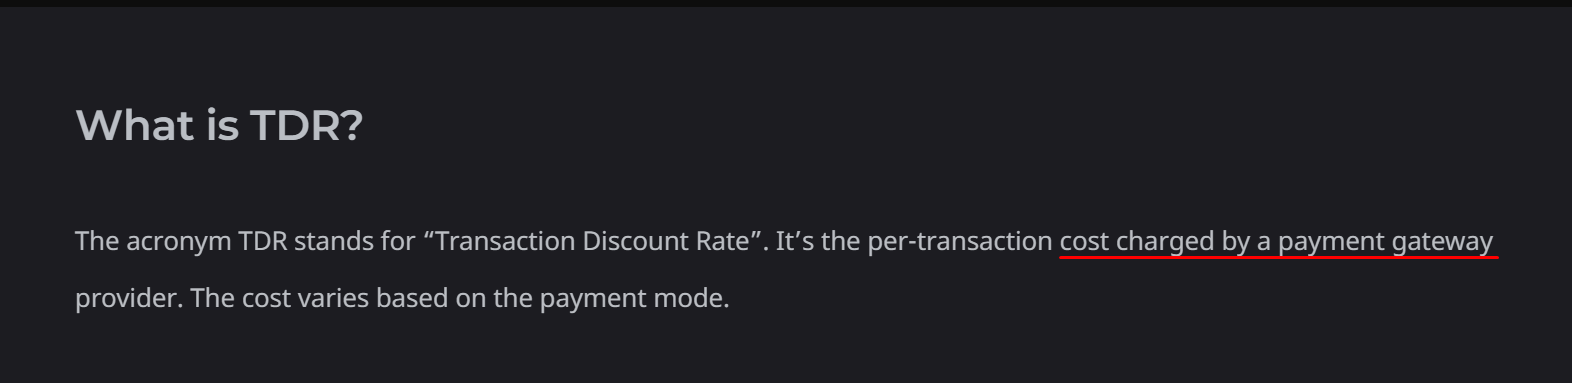 What is TDR?
The acronym TDR stands for “Transaction Discount Rate”. It’s the per-transaction cost charged by a payment gateway
provider. The cost varies based on the payment mode.